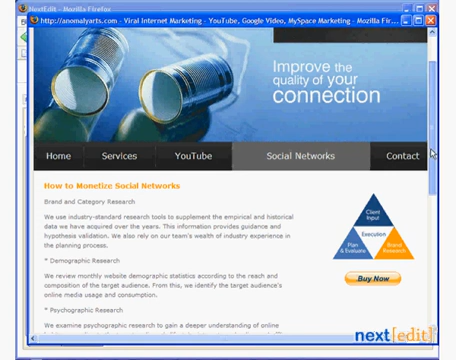 NextEdit - Mozilla Firefox
http://anomalyarts.com - Viral Internet Marketing - YouTube, Google Video, MySpace Marketing - Mozilla Fir...
Improve the
quality of your
connection
Home Services YouTube Social Networks Contact
How to Monetize Social Networks
Brand and Category Research
We use industry-standard research tools to supplement the empirical and historical
data we have acquired over the years. This information provides guidance and
hypothesis validation. We also rely on our team's wealth of industry experience in
the planning process.
* Demographic Research
We review monthly website demographic statistics according to the reach and
composition of the target audience. From this, we identify the target audience's
online media usage and consumption.
* Psychographic Research
We examine psychographic research to gain a deeper understanding of online
Client
Input
Execution
Plan
& Evaluate
Brand
Research
Buy Now
next[edit]